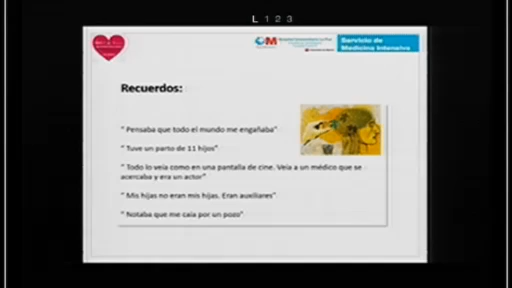 L 1 2 3
M
Servicio de
Medicina Intensiva
Recuerdos:
" Pensaba que todo el mundo me engañaba"
" Tuve un parto de 11 hijos"
" Todo lo veía como en una pantalla de cine. Veía a un médico que se
acercaba y era un actor"
" Mis hijas no eran mis hijas. Eran auxiliares"
" Notaba que me caía por un pozo"